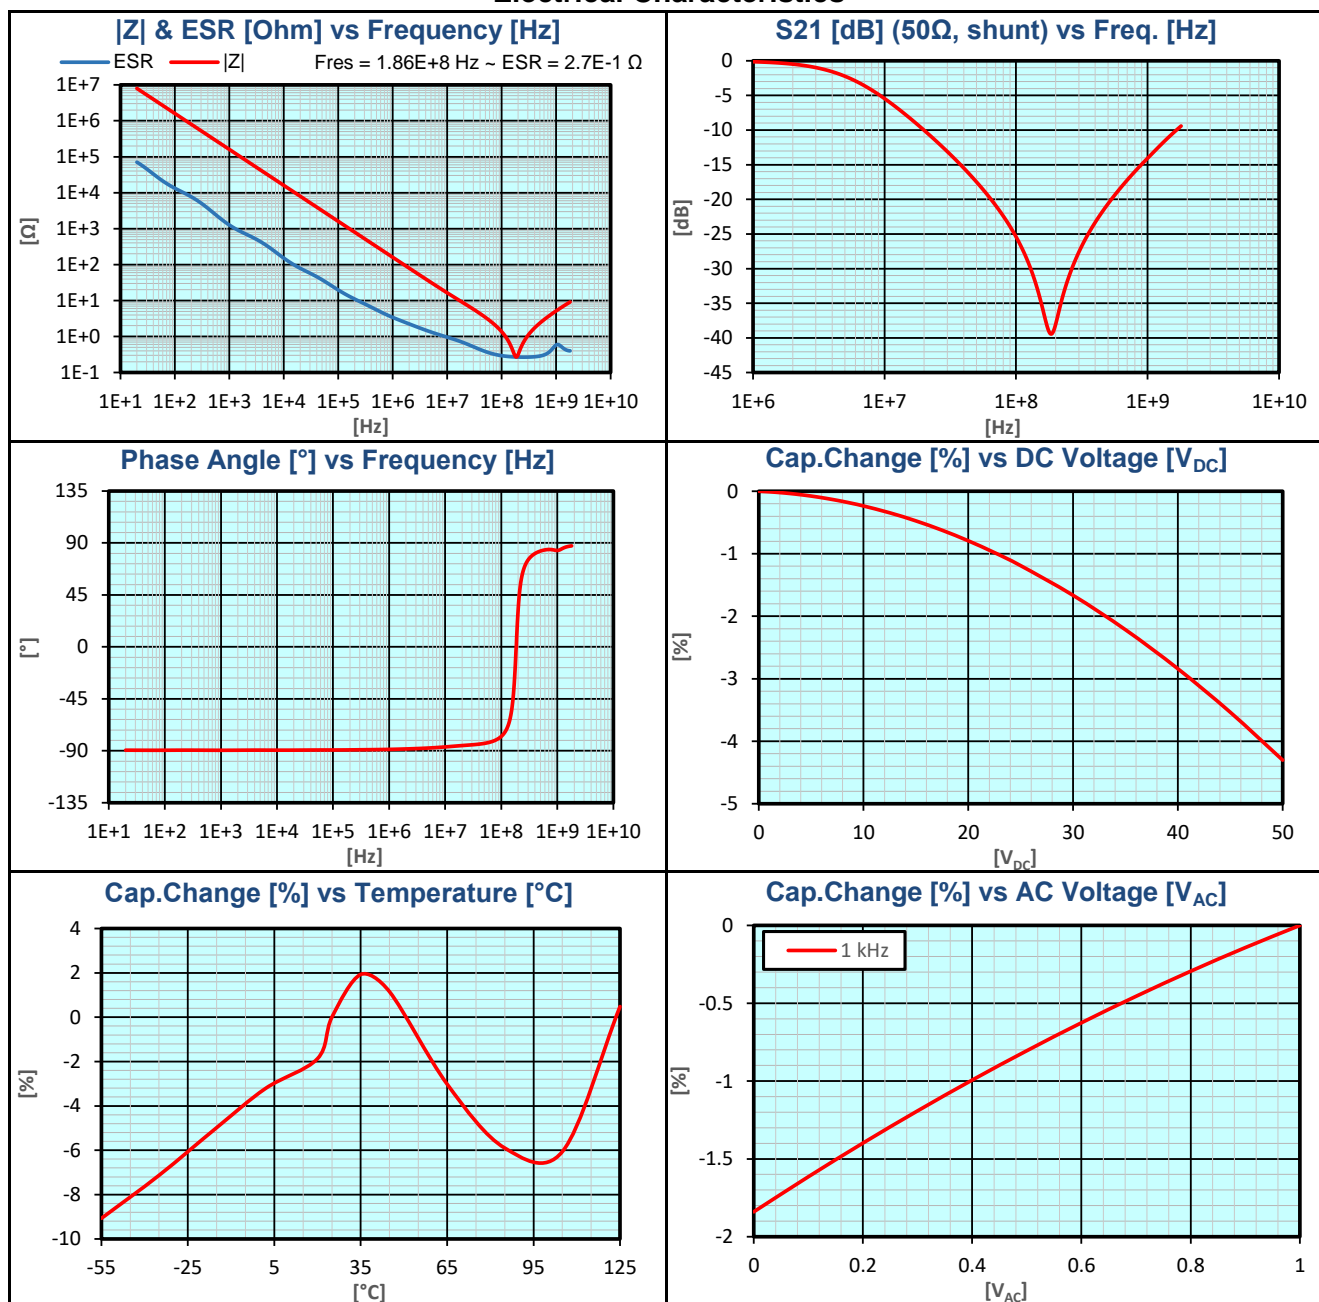 |Z| & ESR [Ohm] vs Frequency [Hz]
ESR |Z| Fres = 1.86E+8 Hz ~ ESR = 2.7E-1 Ω
1E+7
1E+6
1E+5
1E+4
1E+3
1E+2
1E+1
1E+0
1E-1
[Ω]
1E+1 1E+2 1E+3 1E+4 1E+5 1E+6 1E+7 1E+8 1E+9 1E+10
[Hz]
S21 [dB] (50Ω, shunt) vs Freq. [Hz]
0
-5
-10
-15
-20
-25
-30
-35
-40
-45
[dB]
1E+6 1E+7 1E+8 1E+9 1E+10
[Hz]
Phase Angle [°] vs Frequency [Hz]
135
90
45
0
-45
-90
-135
[°]
1E+1 1E+2 1E+3 1E+4 1E+5 1E+6 1E+7 1E+8 1E+9 1E+10
[Hz]
Cap.Change [%] vs DC Voltage [VDC]
0
-1
-2
-3
-4
-5
[%]
0 10 20 30 40 50
[VDC]
Cap.Change [%] vs Temperature [°C]
4
2
0
-2
-4
-6
-8
-10
[%]
-55 -25 5 35 65 95 125
[°C]
Cap.Change [%] vs AC Voltage [VAC]
1 kHz
0
-0.5
-1
-1.5
-2
[%]
0 0.2 0.4 0.6 0.8 1
[VAC]